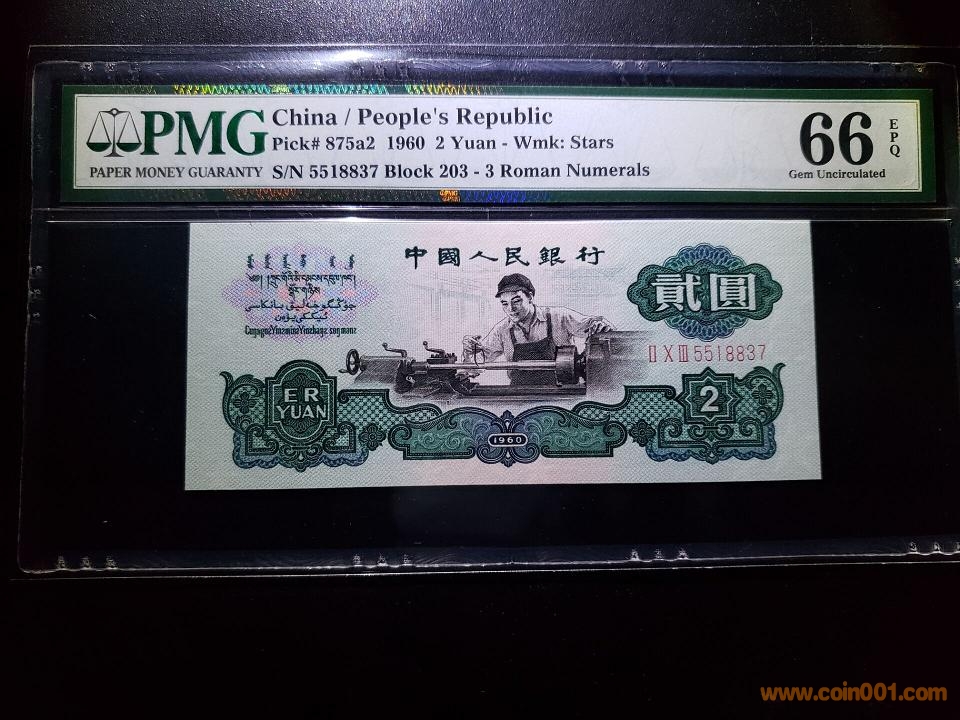 PMG
PAPER MONEY GUARANTY
China / People's Republic
Pick# 875a2 1960 2 Yuan - Wmk: Stars
S/N 5518837 Block 203 - 3 Roman Numerals
66 EPQ
Gem Uncirculated
中國人民銀行
貳圓
ⅡⅩⅢ 5518837
ER
YUAN
2
1960
www.coin001.com